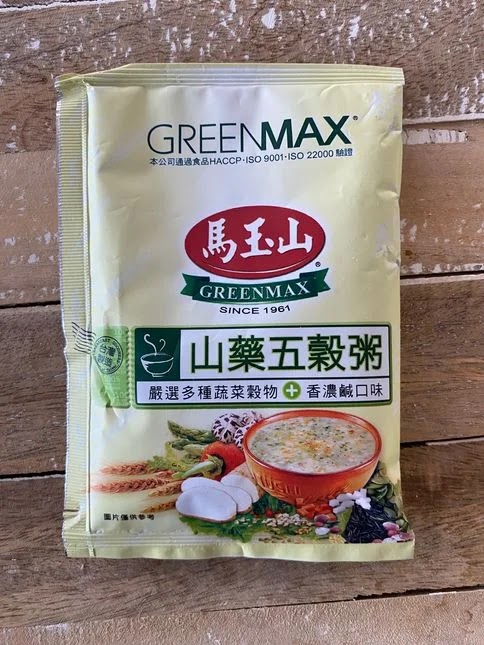 GREENMAX®
本公司通過食品HACCP·ISO 9001·ISO 22000 驗證
馬玉山
®
GREENMAX
SINCE 1961
台灣
山藥五穀粥
嚴選多種蔬菜穀物+香濃鹹口味
圖片僅供參考